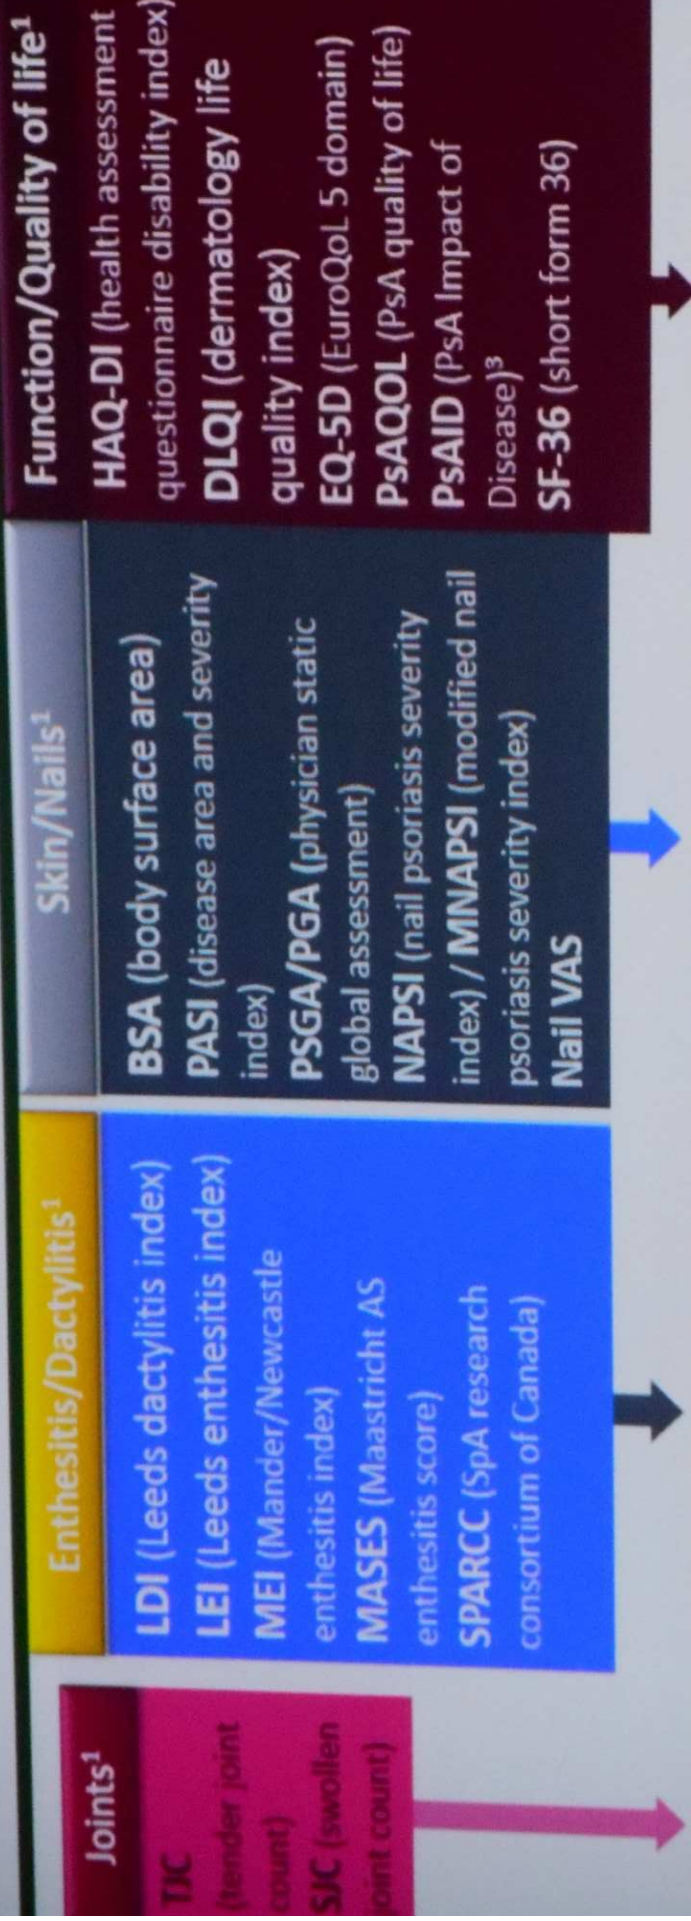 Joints¹
TJC
(tender joint
count)
SJC (swollen
joint count)
Enthesitis/Dactylitis¹
LDI (Leeds dactylitis index)
LEI (Leeds enthesitis index)
MEI (Mander/Newcastle
enthesitis index)
MASES (Maastricht AS
enthesitis score)
SPARCC (SpA research
consortium of Canada)
Skin/Nails¹
BSA (body surface area)
PASI (disease area and severity
index)
PSGA/PGA (physician static
global assessment)
NAPSI (nail psoriasis severity
index) / MNAPSI (modified nail
psoriasis severity index)
Nail VAS
Function/Quality of life¹
HAQ-DI (health assessment
questionnaire disability index)
DLQI (dermatology life
quality index)
EQ-5D (EuroQoL 5 domain)
PsAQOL (PsA quality of life)
PsAID (PsA Impact of
Disease)³
SF-36 (short form 36)